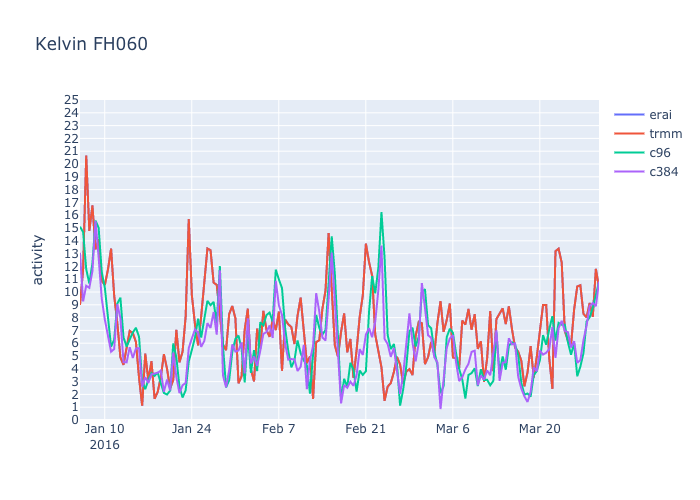 Kelvin FH060
activity
25
24
23
22
21
20
19
18
17
16
15
14
13
12
11
10
9
8
7
6
5
4
3
2
1
0
Jan 10
2016
Jan 24
Feb 7
Feb 21
Mar 6
Mar 20
erai
trmm
c96
c384